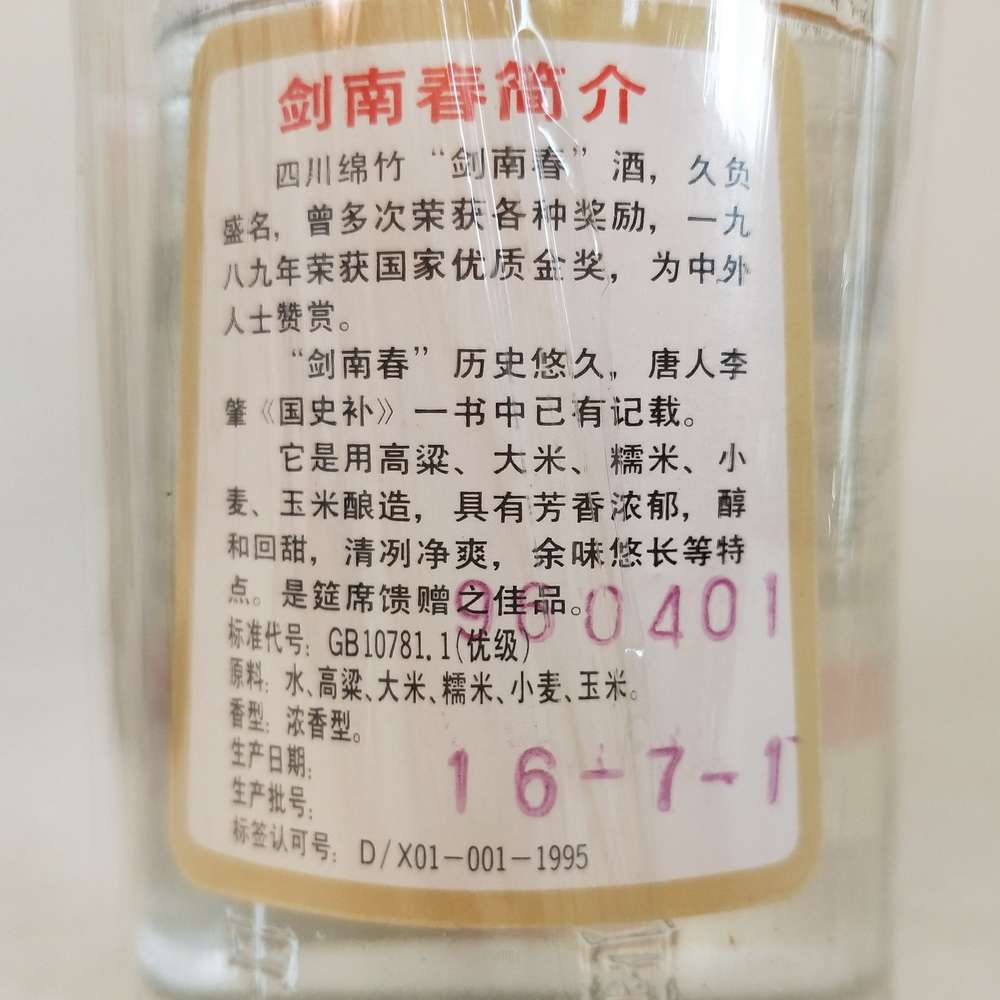 剑南春简介
四川绵竹“剑南春”酒，久负
盛名，曾多次荣获各种奖励，一九
八九年荣获国家优质金奖，为中外
人士赞赏。
“剑南春”历史悠久，唐人李
肇《国史补》一书中已有记载。
它是用高粱、大米、糯米、小
麦、玉米酿造，具有芳香浓郁，醇
和回甜，清冽净爽，余味悠长等特
点。是筵席馈赠之佳品。
960401
标准代号：GB10781.1(优级)
原料：水、高粱、大米、糯米、小麦、玉米。
香型：浓香型。
生产日期：
生产批号：
16-7-1
标签认可号：D/X01-001-1995